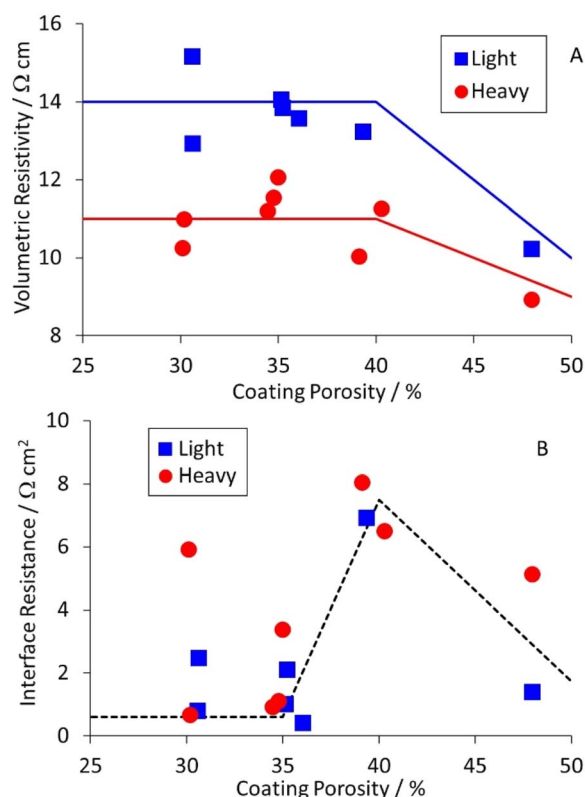 16
14
12
10
8
Volumetric Resistivity / Ω cm
Light
Heavy
A
25 30 35 40 45 50
Coating Porosity / %
10
8
6
4
2
0
Interface Resistance / Ω cm²
Light
Heavy
B
25 30 35 40 45 50
Coating Porosity / %